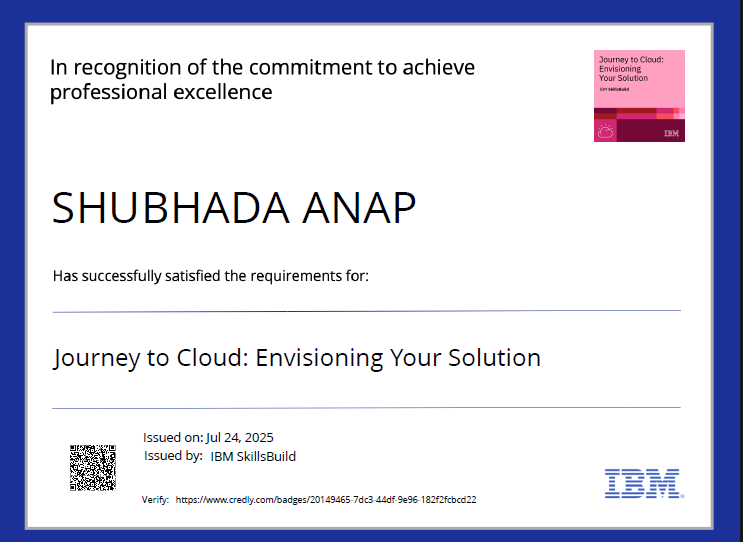 In recognition of the commitment to achieve
professional excellence
Journey to Cloud:
Envisioning
Your Solution
IBM SkillsBuild
IBM
SHUBHADA ANAP
Has successfully satisfied the requirements for:
Journey to Cloud: Envisioning Your Solution
Issued on: Jul 24, 2025
Issued by: IBM SkillsBuild
IBM®
Verify: https://www.credly.com/badges/20149465-7dc3-44df-9e96-182f2fcbcd22